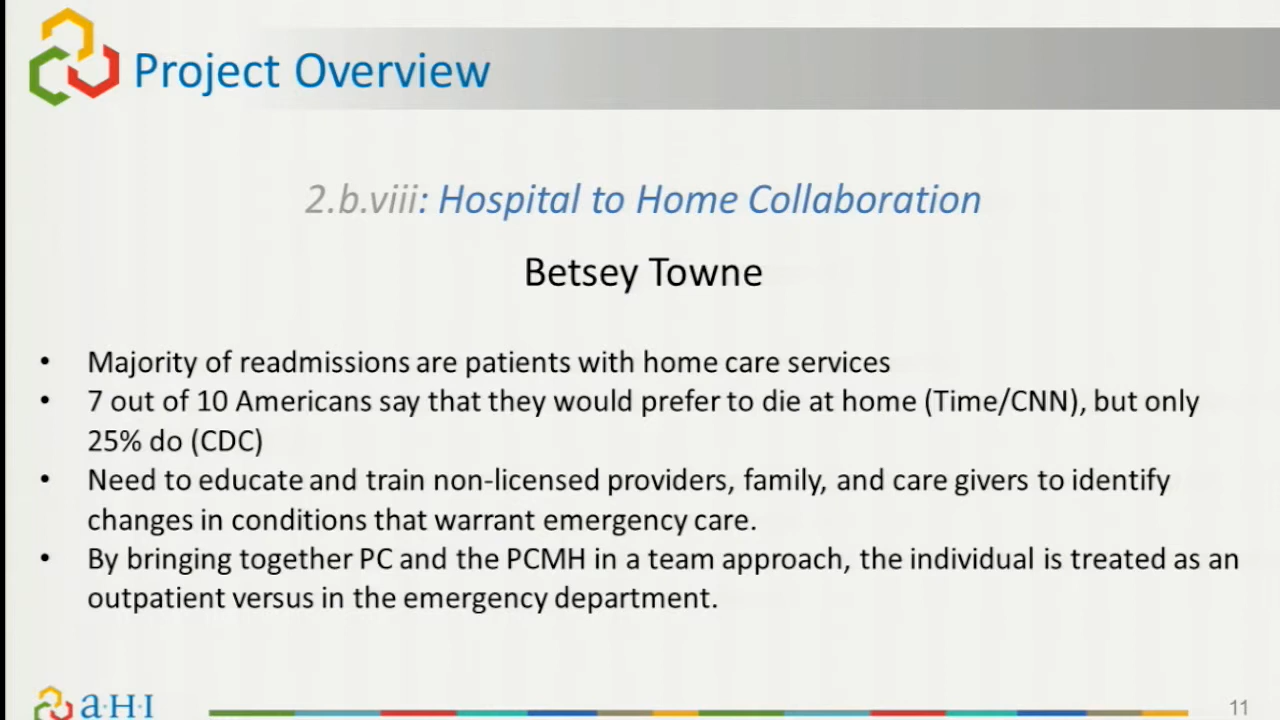 Project Overview
2.b.viii: Hospital to Home Collaboration
Betsey Towne
• Majority of readmissions are patients with home care services
• 7 out of 10 Americans say that they would prefer to die at home (Time/CNN), but only
25% do (CDC)
• Need to educate and train non-licensed providers, family, and care givers to identify
changes in conditions that warrant emergency care.
• By bringing together PC and the PCMH in a team approach, the individual is treated as an
outpatient versus in the emergency department.
a·H·I
11